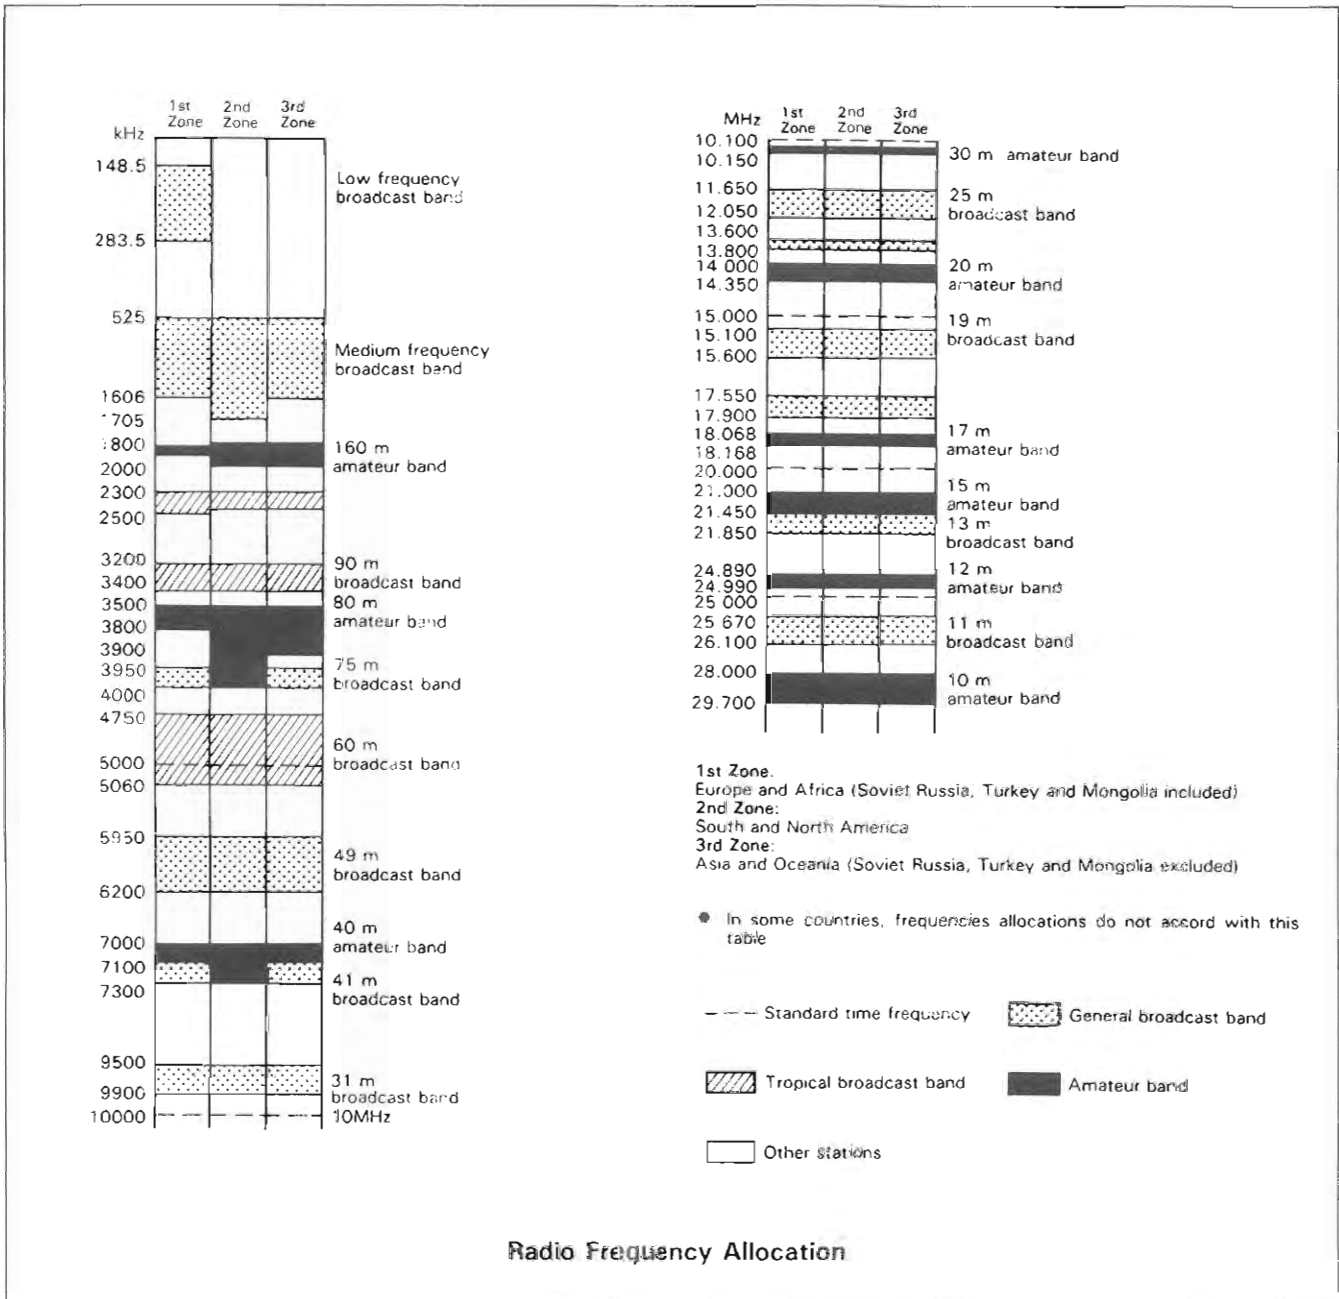 1st Zone 2nd Zone 3rd Zone
kHz
148.5
Low frequency
broadcast band
283.5
525
Medium frequency
broadcast band
1606
1705
1800
160 m
2000
amateur band
2300
2500
3200
90 m
3400
broadcast band
3500
80 m
3800
amateur band
3900
3950
75 m
4000
broadcast band
4750
60 m
5000
broadcast band
5060
5950
49 m
broadcast band
6200
40 m
7000
amateur band
7100
41 m
7300
broadcast band
9500
31 m
9900
broadcast band
10000
10MHz
1st Zone 2nd Zone 3rd Zone
MHz
10.100
10.150
30 m amateur band
11.650
25 m
12.050
broadcast band
13.600
13.800
14 000
20 m
14.350
amateur band
15.000
19 m
15.100
broadcast band
15.600
17.550
17.900
18.068
17 m
18.168
amateur band
20.000
21.000
15 m
21.450
amateur band
13 m
21.850
broadcast band
24.890
12 m
24.990
amateur band
25 000
25 670
11 m
26.100
broadcast band
28.000
10 m
29.700
amateur band
1st Zone.
Europe and Africa (Soviet Russia, Turkey and Mongolia included)
2nd Zone:
South and North America
3rd Zone:
Asia and Oceania (Soviet Russia, Turkey and Mongolia excluded)
● In some countries, frequencies allocations do not accord with this
table
Standard time frequency
General broadcast band
Tropical broadcast band
Amateur band
Other stations
Radio Frequency Allocation